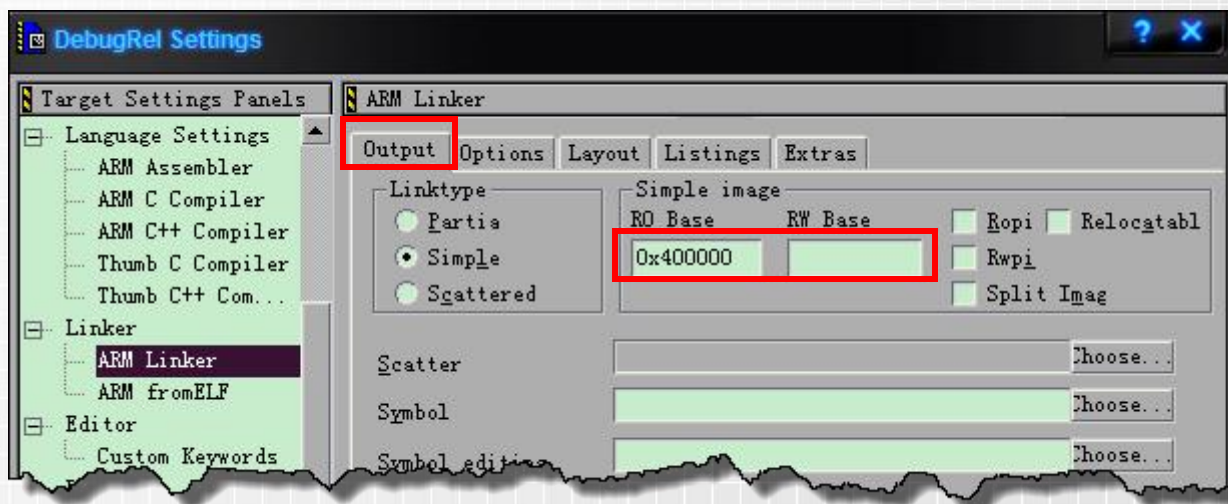 DebugRel Settings
? ×
Target Settings Panels
Language Settings
ARM Assembler
ARM C Compiler
ARM C++ Compiler
Thumb C Compiler
Thumb C++ Com...
Linker
ARM Linker
ARM fromELF
Editor
Custom Keywords
ARM Linker
Output Options Layout Listings Extras
Linktype
Partia
Simple
Scattered
Simple image
RO Base RW Base
0x400000
Ropi Relocatabl
Rwpi
Split Imag
Scatter Choose...
Symbol Choose...
Symbol editing Choose...